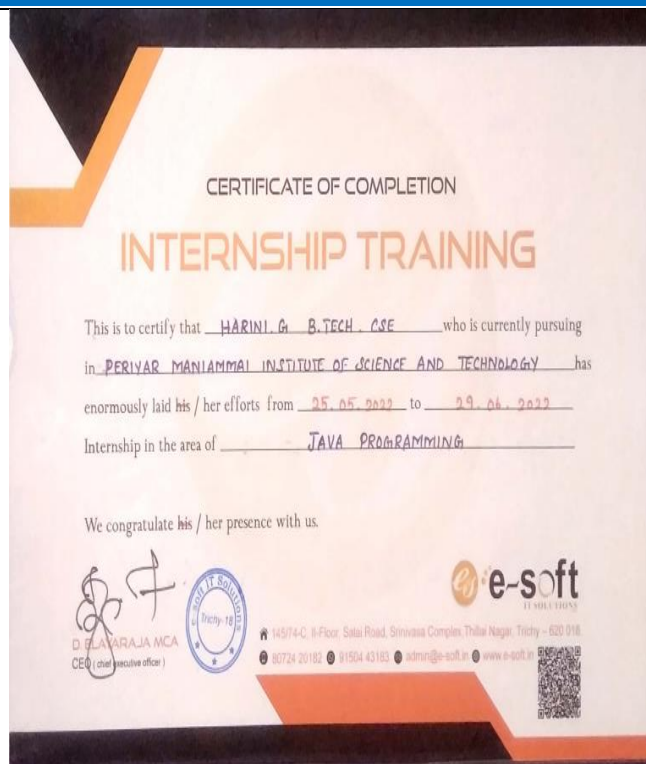 CERTIFICATE OF COMPLETION
INTERNSHIP TRAINING
This is to certify that HARINI. G B.TECH. CSE who is currently pursuing
in PERIYAR MANIAMMAI INSTITUTE OF SCIENCE AND TECHNOLOGY has
enormously laid his / her efforts from 25.05.2022 to 29.06.2022
Internship in the area of JAVA PROGRAMMING
We congratulate his / her presence with us.
e-soft IT Solutions
Trichy-18
D. ELAYARAJA MCA
CEO ( chief executive officer )
es e-soft
IT SOLUTIONS
145/74-C, II-Floor, Salai Road, Srinivasa Complex, Thillai Nagar, Trichy – 620 018.
80724 20182 91504 43183 admin@e-soft.in www.e-soft.in